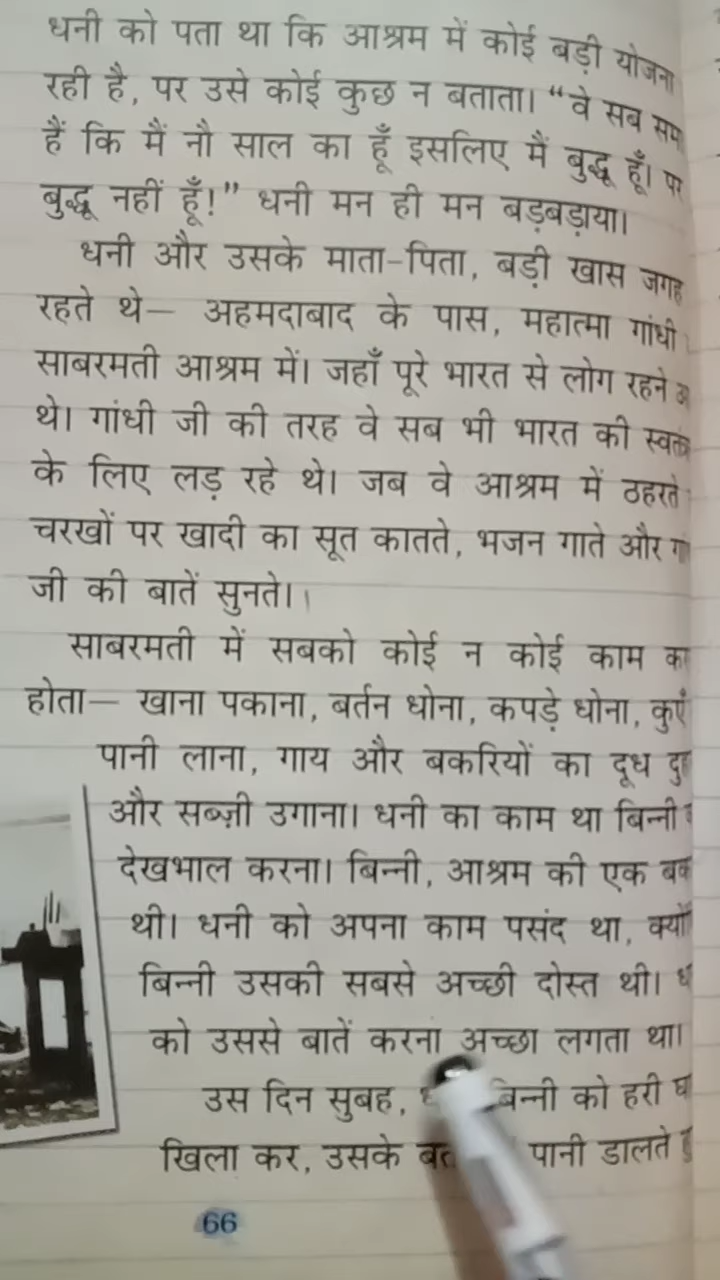 धनी को पता था कि आश्रम में कोई बड़ी योजना
रही है, पर उसे कोई कुछ न बताता। “वे सब
हैं कि मैं नौ साल का हूँ इसलिए मैं बुद्धू हूँ। पर
बुद्धू नहीं हूँ!” धनी मन ही मन बड़बड़ाया।
धनी और उसके माता-पिता, बड़ी खास जगह
रहते थे— अहमदाबाद के पास, महात्मा गांधी
साबरमती आश्रम में। जहाँ पूरे भारत से लोग रहने
थे। गांधी जी की तरह वे सब भी भारत की
के लिए लड़ रहे थे। जब वे आश्रम में ठहरते
चरखों पर खादी का सूत कातते, भजन गाते और
जी की बातें सुनते।
साबरमती में सबको कोई न कोई काम
होता— खाना पकाना, बर्तन धोना, कपड़े धोना,
पानी लाना, गाय और बकरियों का दूध
और सब्ज़ी उगाना। धनी का काम था बिन्नी
देखभाल करना। बिन्नी, आश्रम की एक
थी। धनी को अपना काम पसंद था,
बिन्नी उसकी सबसे अच्छी दोस्त थी।
को उससे बातें करना अच्छा लगता था।
उस दिन सुबह, बिन्नी को हरी
खिला कर, उसके पानी डालते
66